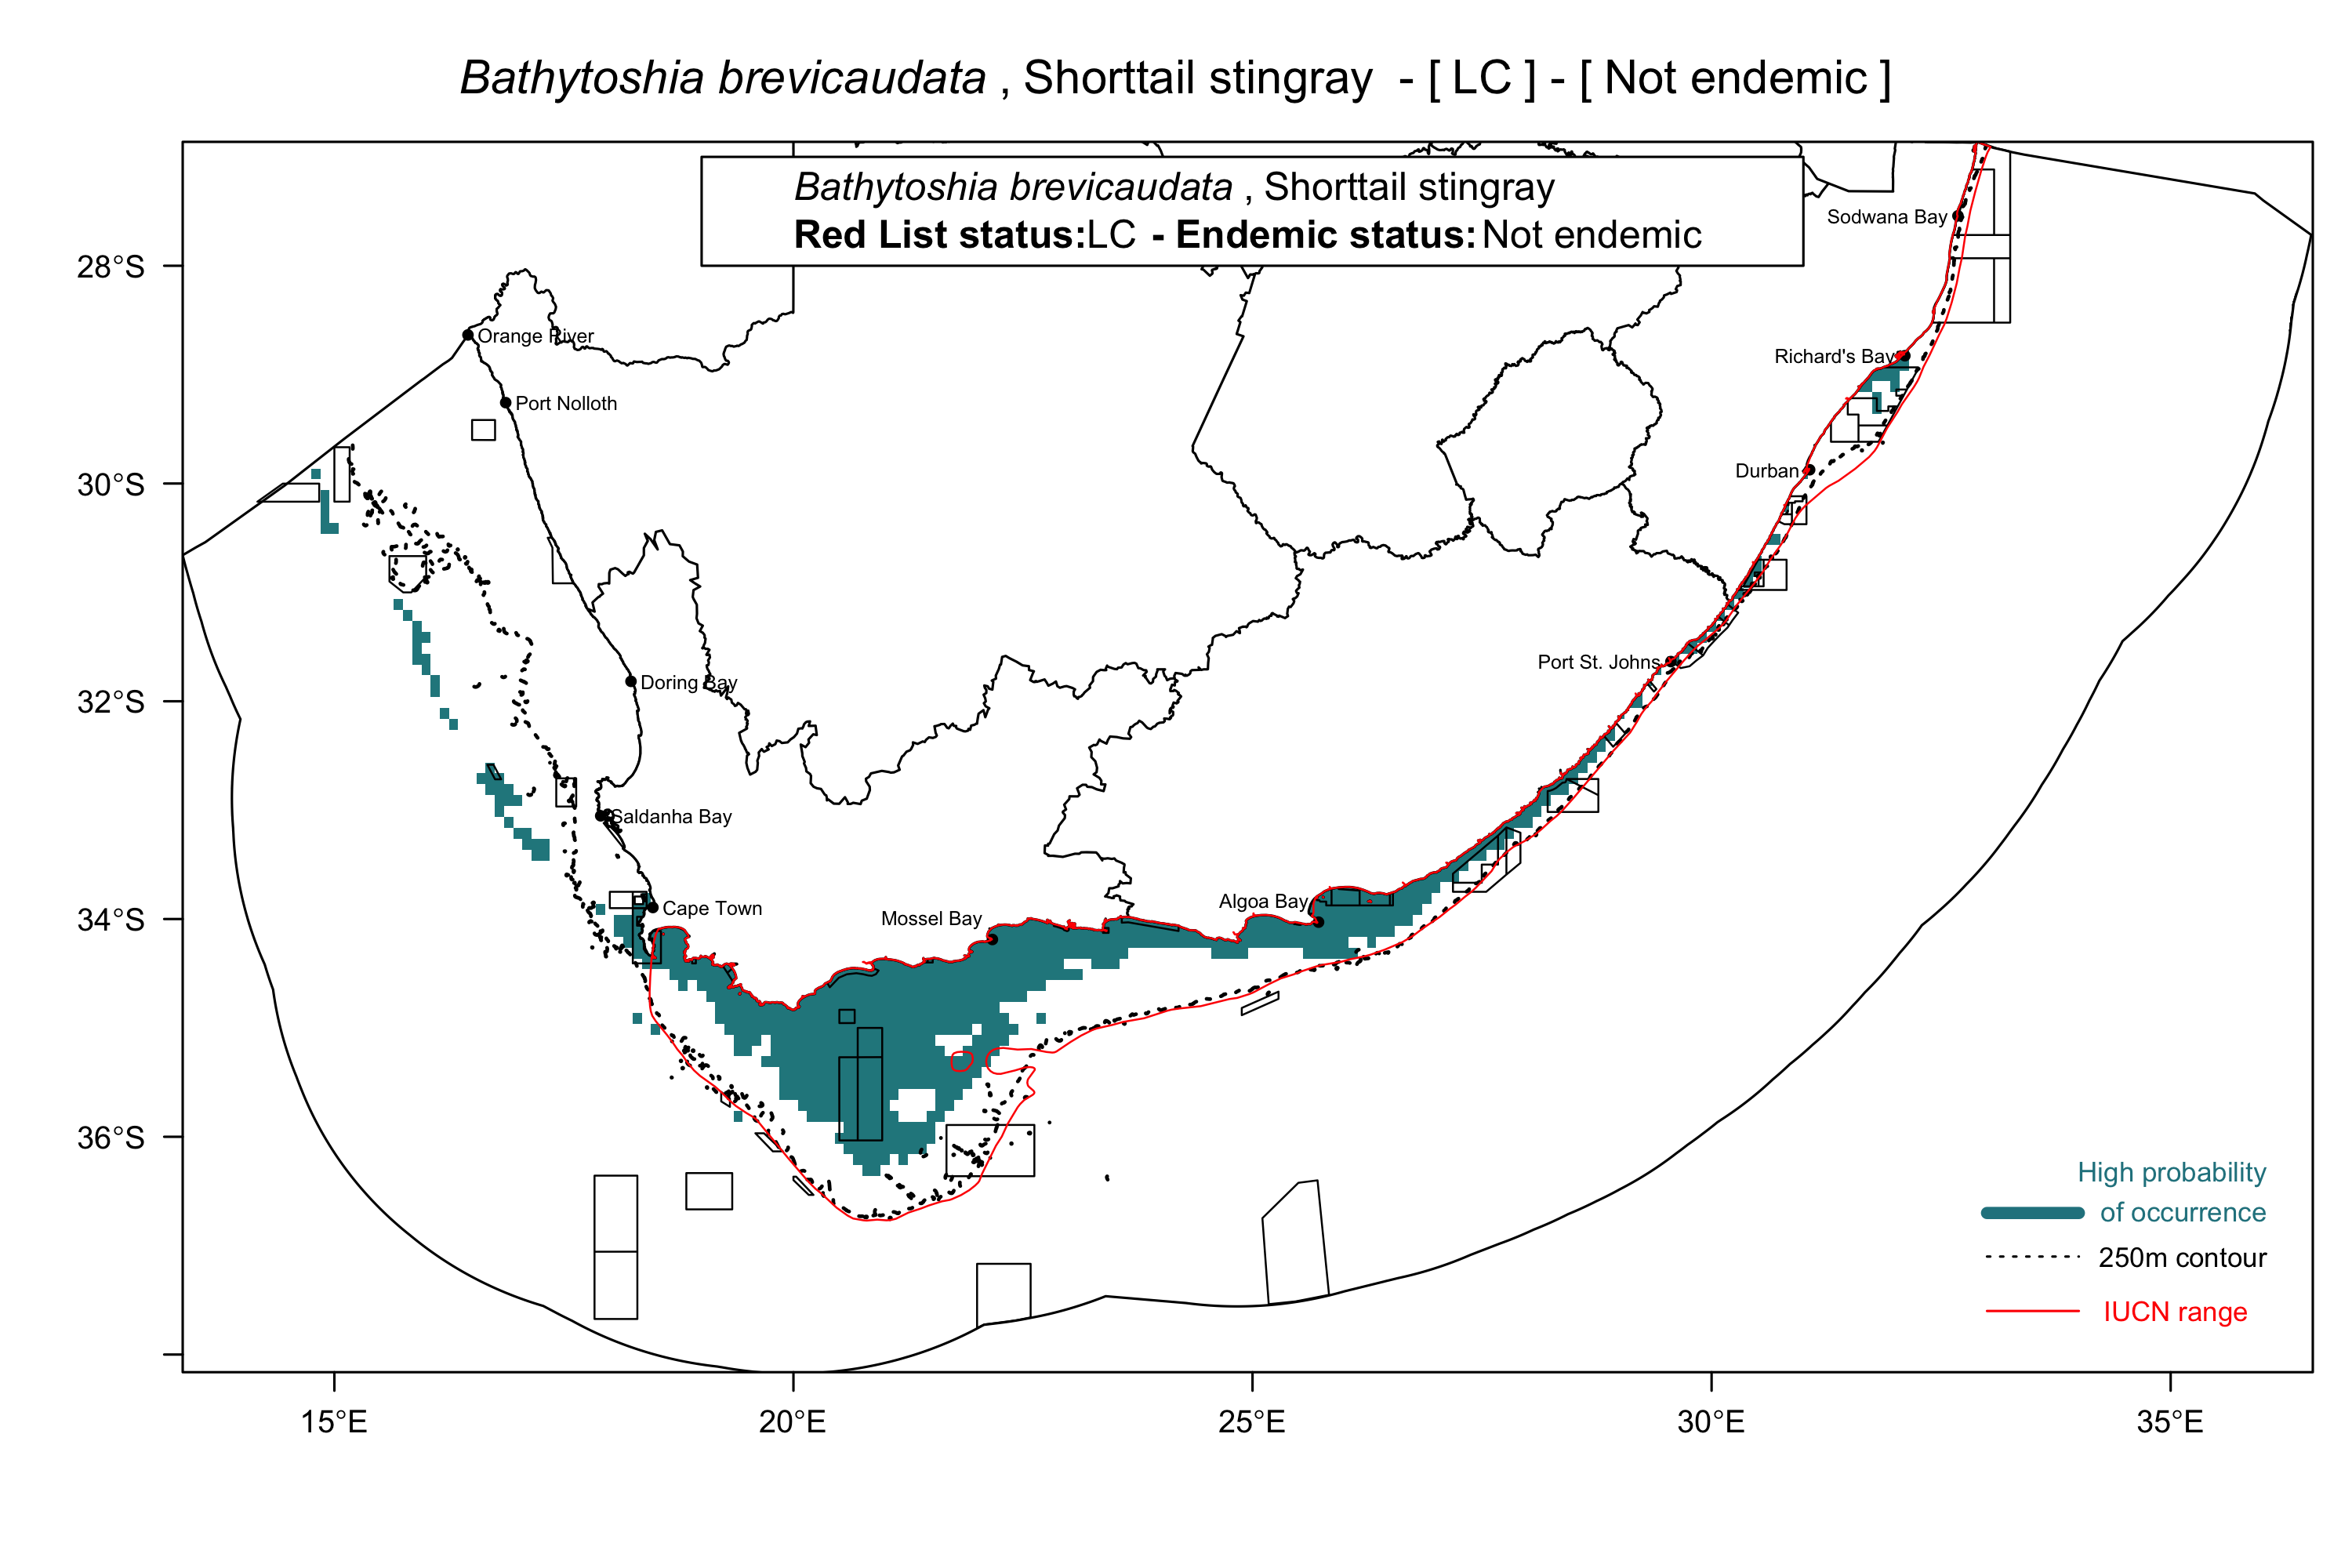 Bathytoshia brevicaudata , Shorttail stingray - [ LC ] - [ Not endemic ]
Bathytoshia brevicaudata , Shorttail stingray
Red List status:LC - Endemic status:Not endemic
Sodwana Bay
28°S
Orange River
Richard's Bay
Port Nolloth
Durban
30°S
Port St. Johns
Doring Bay
32°S
Saldanha Bay
Algoa Bay
Cape Town
Mossel Bay
34°S
36°S
High probability
of occurrence
250m contour
IUCN range
15°E
20°E
25°E
30°E
35°E